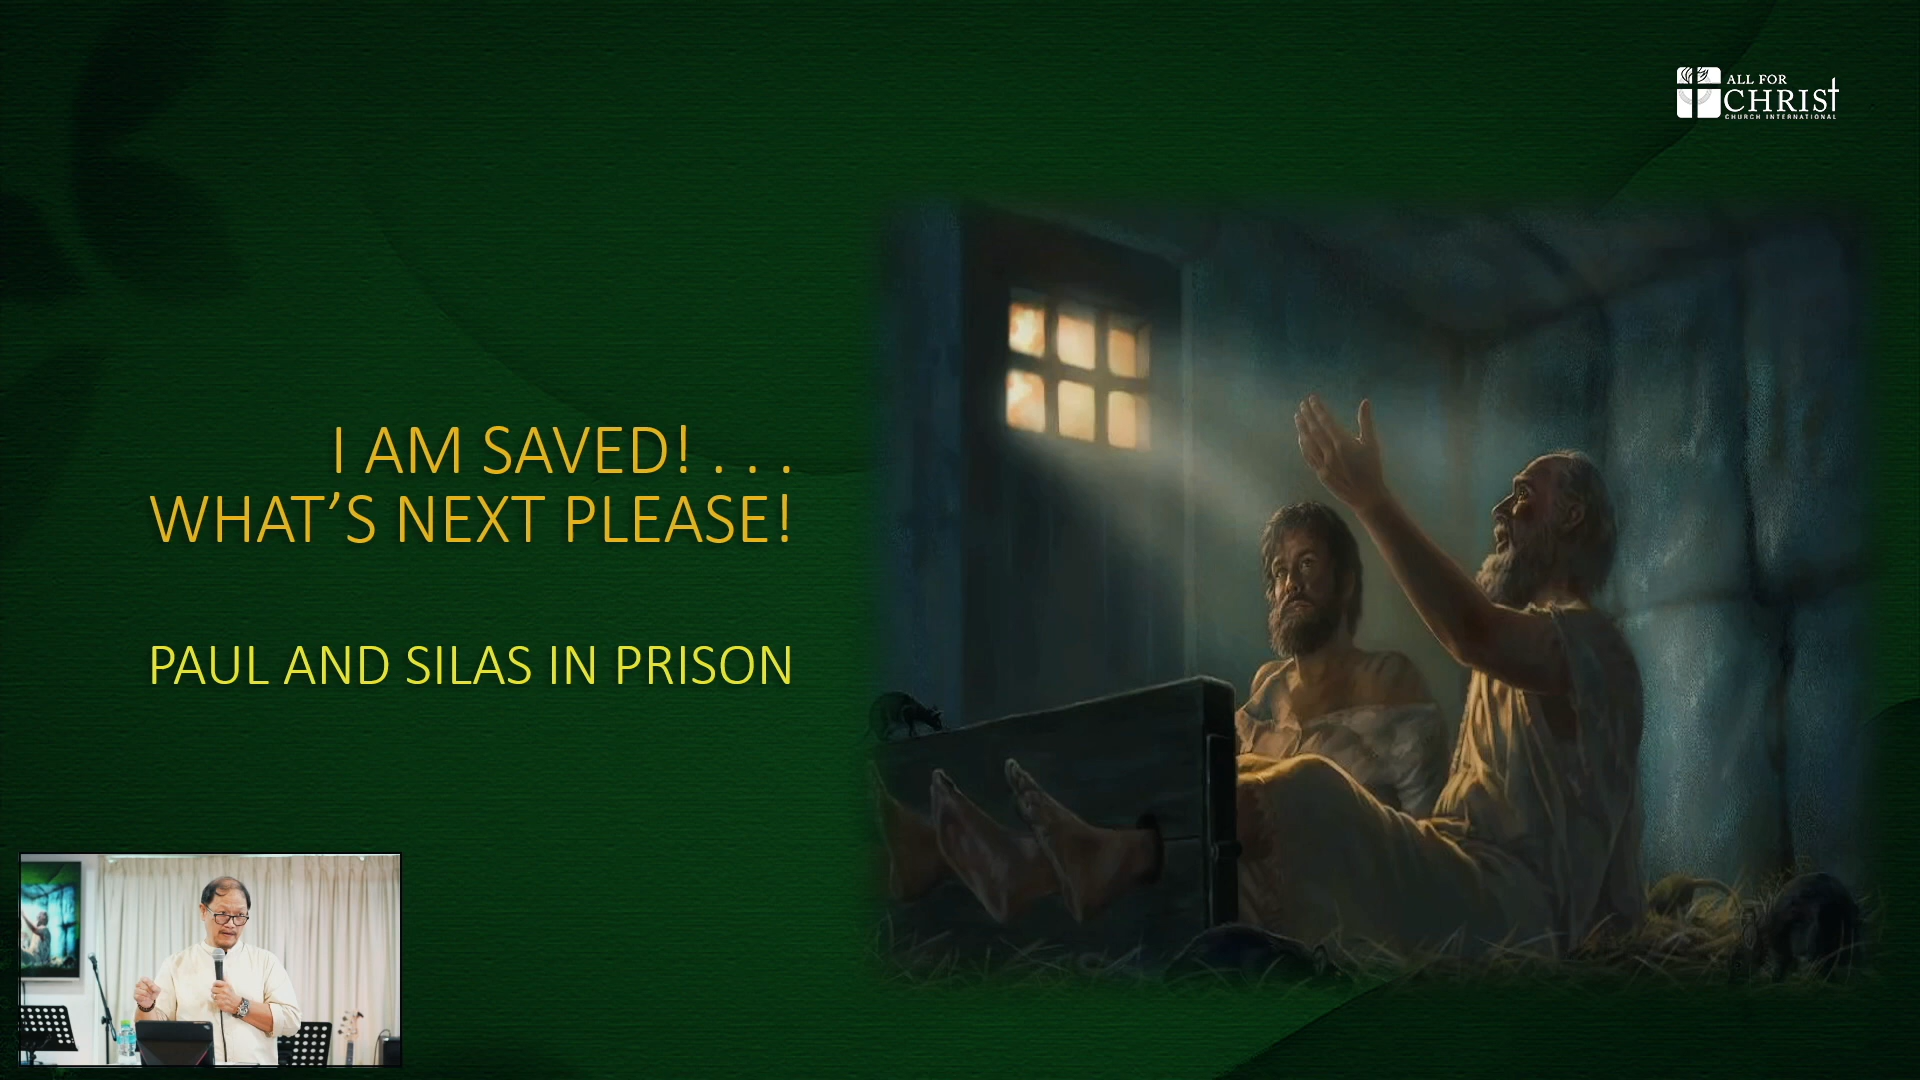 ALL FOR
CHRIST
CHURCH INTERNATIONAL
I AM SAVED! . . .
WHAT’S NEXT PLEASE!
PAUL AND SILAS IN PRISON